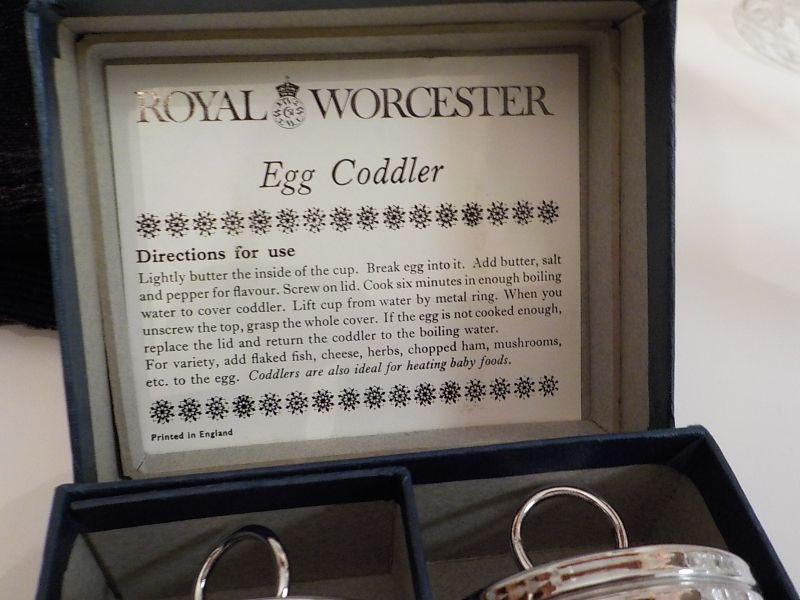 ROYAL WORCESTER
Egg Coddler
Directions for use
Lightly butter the inside of the cup. Break egg into it. Add butter, salt
and pepper for flavour. Screw on lid. Cook six minutes in enough boiling
water to cover coddler. Lift cup from water by metal ring. When you
unscrew the top, grasp the whole cover. If the egg is not cooked enough,
replace the lid and return the coddler to the boiling water.
For variety, add flaked fish, cheese, herbs, chopped ham, mushrooms,
etc. to the egg. Coddlers are also ideal for heating baby foods.
Printed in England